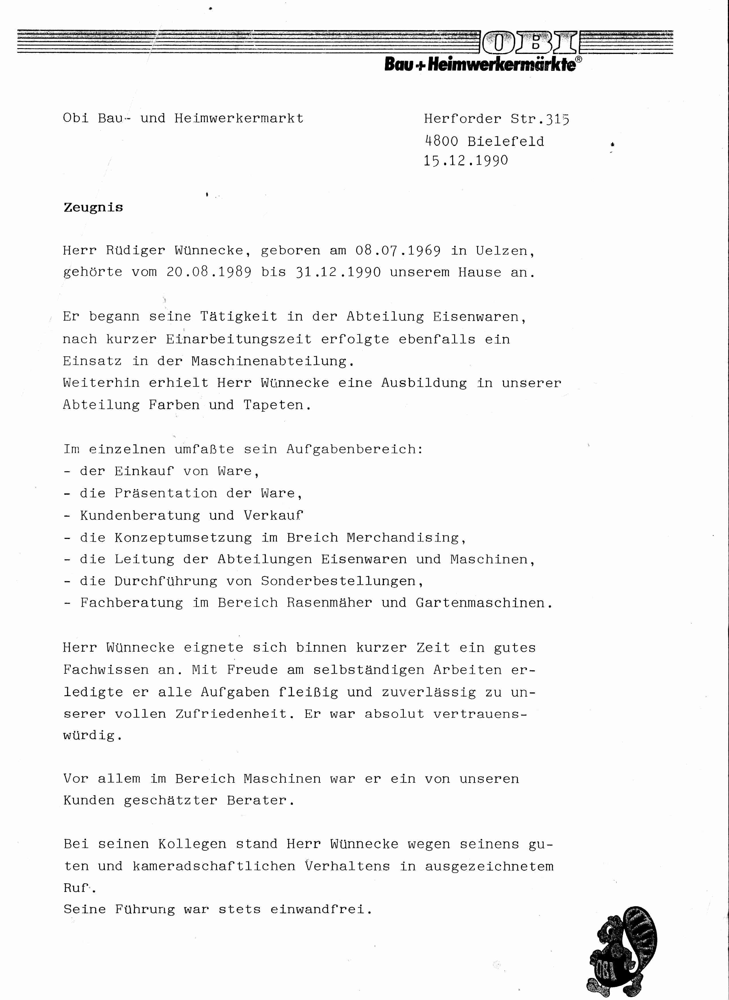 OBI
Bau + Heimwerkermärkte®
Obi Bau- und Heimwerkermarkt
Herforder Str.315
4800 Bielefeld
15.12.1990
Zeugnis
Herr Rüdiger Wünnecke, geboren am 08.07.1969 in Uelzen,
gehörte vom 20.08.1989 bis 31.12.1990 unserem Hause an.
Er begann seine Tätigkeit in der Abteilung Eisenwaren,
nach kurzer Einarbeitungszeit erfolgte ebenfalls ein
Einsatz in der Maschinenabteilung.
Weiterhin erhielt Herr Wünnecke eine Ausbildung in unserer
Abteilung Farben und Tapeten.
Im einzelnen umfaßte sein Aufgabenbereich:
- der Einkauf von Ware,
- die Präsentation der Ware,
- Kundenberatung und Verkauf
- die Konzeptumsetzung im Breich Merchandising,
- die Leitung der Abteilungen Eisenwaren und Maschinen,
- die Durchführung von Sonderbestellungen,
- Fachberatung im Bereich Rasenmäher und Gartenmaschinen.
Herr Wünnecke eignete sich binnen kurzer Zeit ein gutes
Fachwissen an. Mit Freude am selbständigen Arbeiten er-
ledigte er alle Aufgaben fleißig und zuverlässig zu un-
serer vollen Zufriedenheit. Er war absolut vertrauens-
würdig.
Vor allem im Bereich Maschinen war er ein von unseren
Kunden geschätzter Berater.
Bei seinen Kollegen stand Herr Wünnecke wegen seinens gu-
ten und kameradschaftlichen Verhaltens in ausgezeichnetem
Ruf.
Seine Führung war stets einwandfrei.
OBI